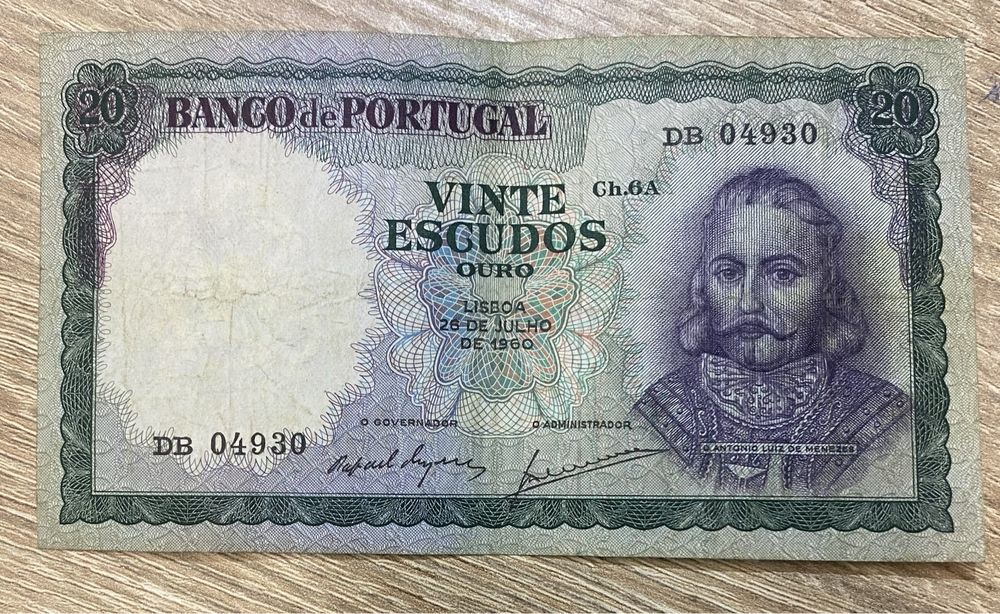 20 20
BANCO de PORTUGAL
DB 04930
VINTE Ch.6A
ESCUDOS
OURO
LISBOA
26 DE JULHO
DE 1960
O GOVERNADOR O ADMINISTRADOR
DB 04930
D ANTONIO LUIZ DE MENEZES